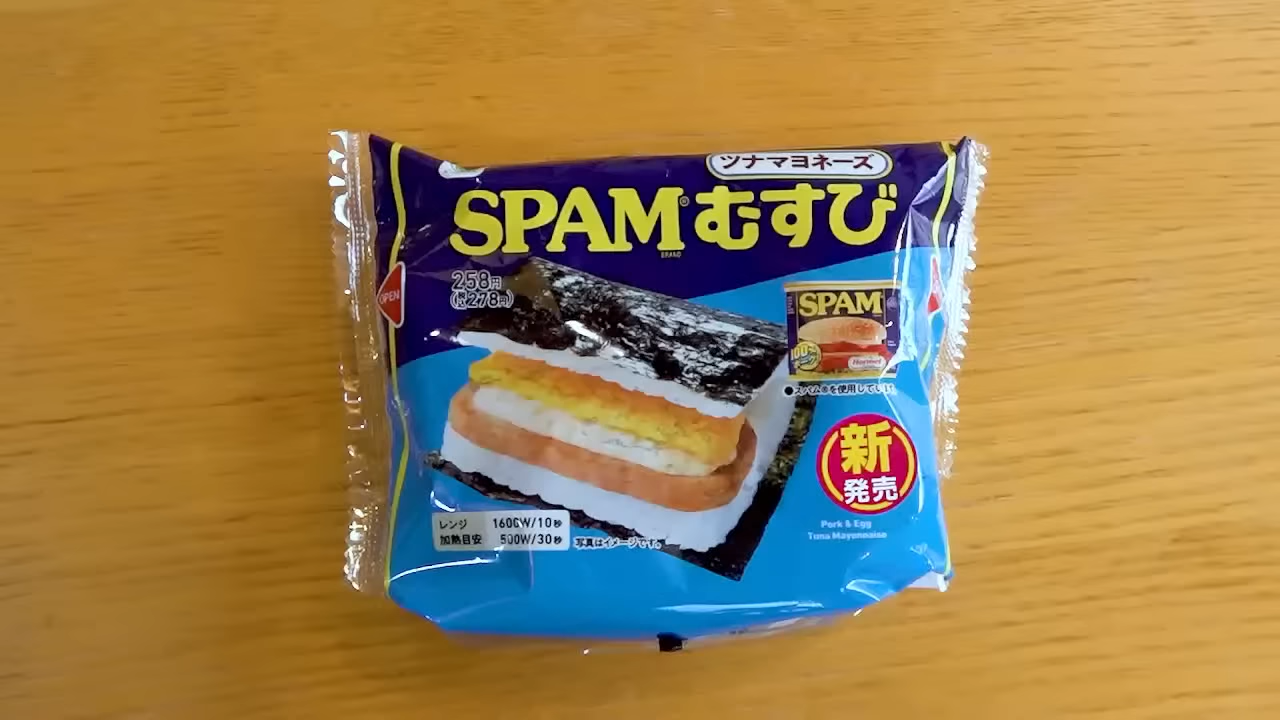 ツナマヨネーズ
SPAM®むすび
BRAND
258円
(税278円)
OPEN
SPAM
100%
Hormel
●スパム®を使用しています
新
発売
Pork & Egg
Tuna Mayonnaise
レンジ 1600W/10秒
加熱目安 500W/30秒
写真はイメージです。